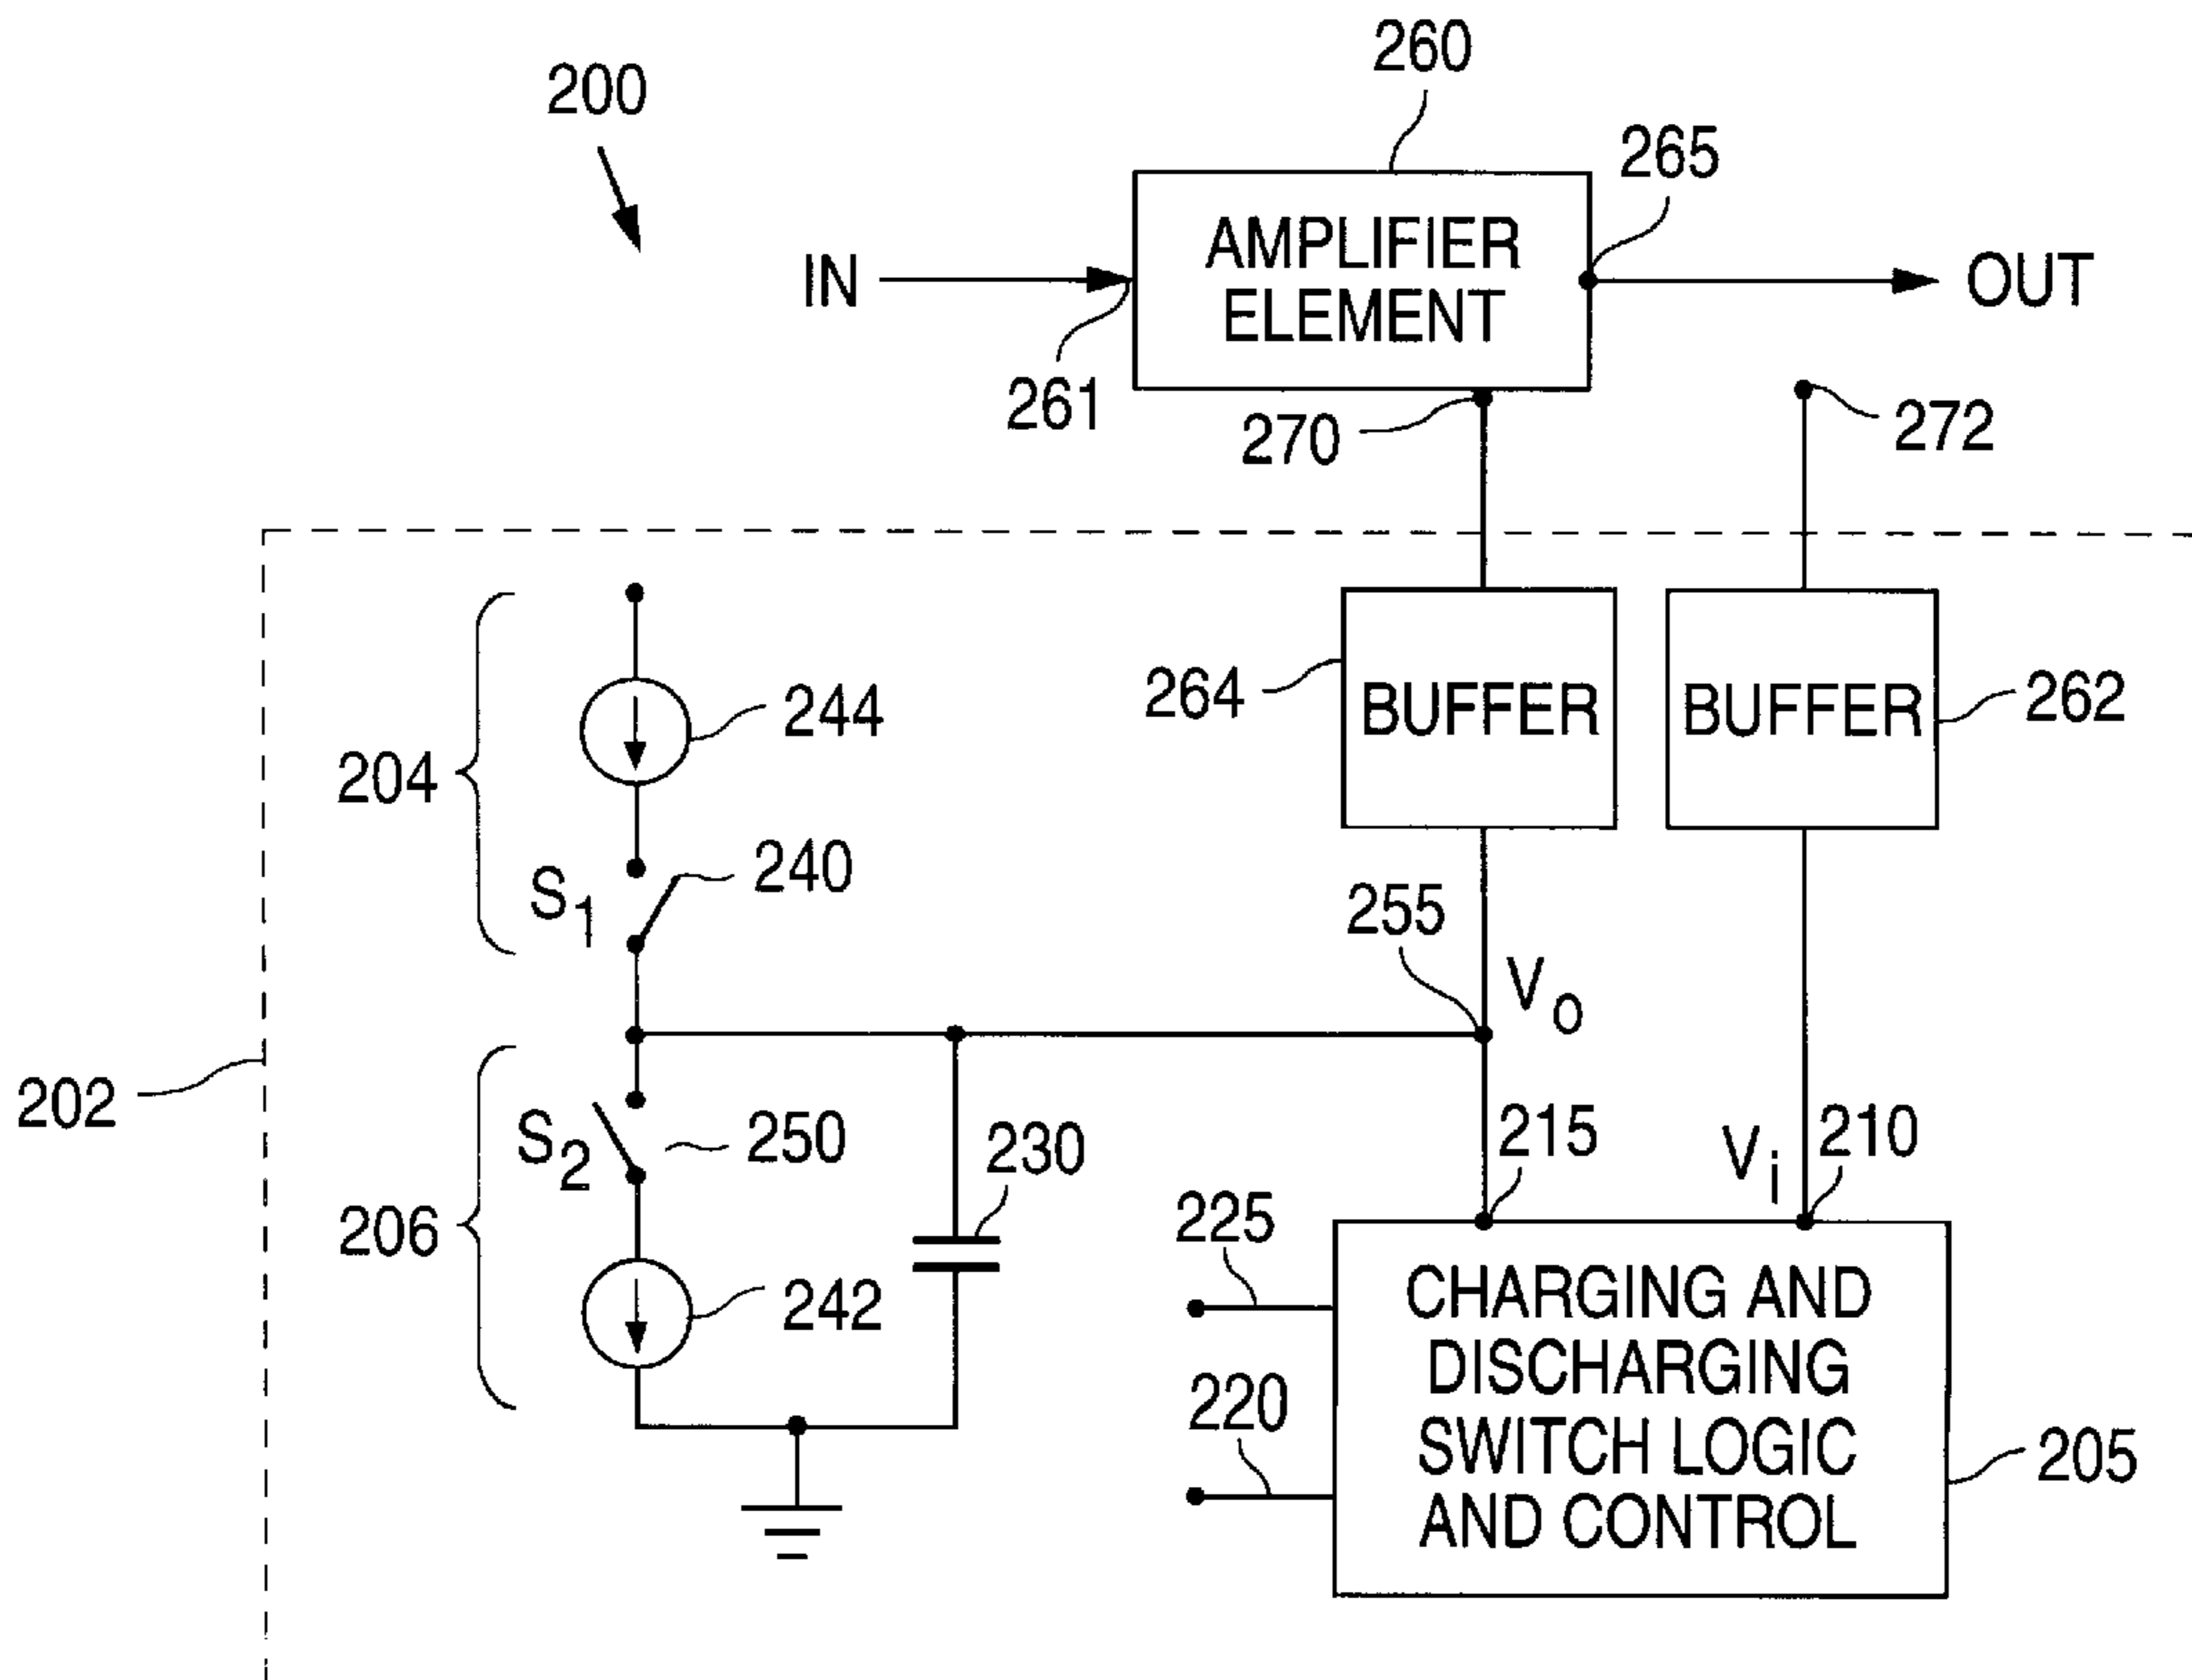 260
200
265
AMPLIFIER
ELEMENT
IN
OUT
261
270
272
264
BUFFER
BUFFER
262
244
204
240
S1
255
Vo
202
S2
250
230
215
Vi
210
206
225
242
CHARGING AND
DISCHARGING
SWITCH LOGIC
AND CONTROL
220
205